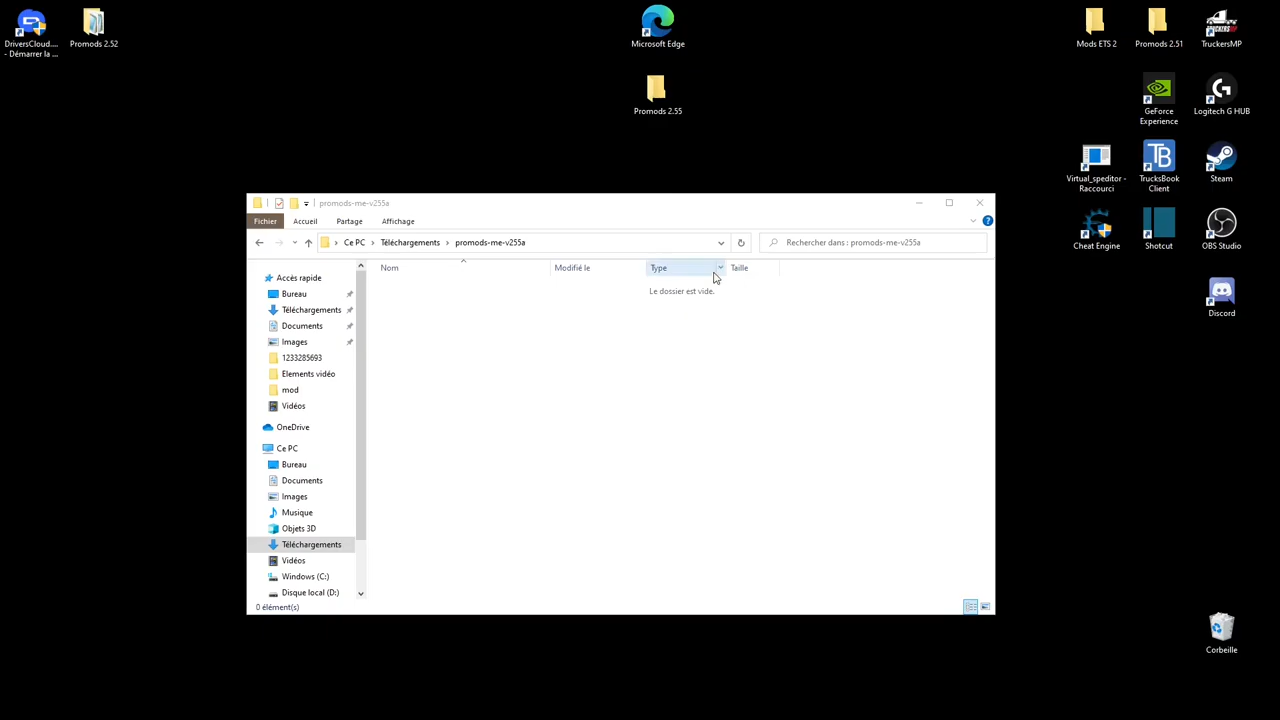 DriversCloud....
- Démarrer la ...
Promods 2.52
Microsoft Edge
Promods 2.55
Mods ETS 2
Promods 2.51
TruckersMP
GeForce
Experience
Logitech G HUB
Virtual_speditor -
Raccourci
TrucksBook
Client
Steam
Cheat Engine
Shotcut
OBS Studio
Discord
Corbeille
promods-me-v255a
Fichier
Accueil
Partage
Affichage
Ce PC > Téléchargements > promods-me-v255a
Rechercher dans : promods-me-v255a
Nom
Modifié le
Type
Taille
Le dossier est vide.
Accès rapide
Bureau
Téléchargements
Documents
Images
1233285693
Elements vidéo
mod
Vidéos
OneDrive
Ce PC
Bureau
Documents
Images
Musique
Objets 3D
Téléchargements
Vidéos
Windows (C:)
Disque local (D:)
0 élément(s)